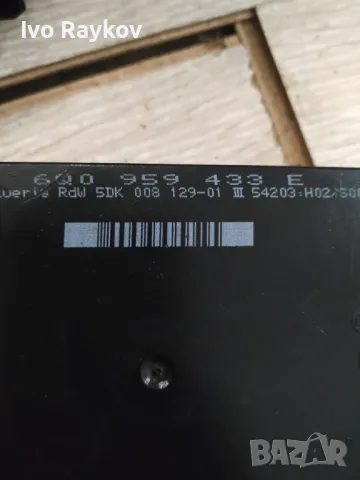 Ivo Raykov
6Q0 959 433 E
RdW 5DK 008 129-01 III 54203:H02/S0
BAZAR